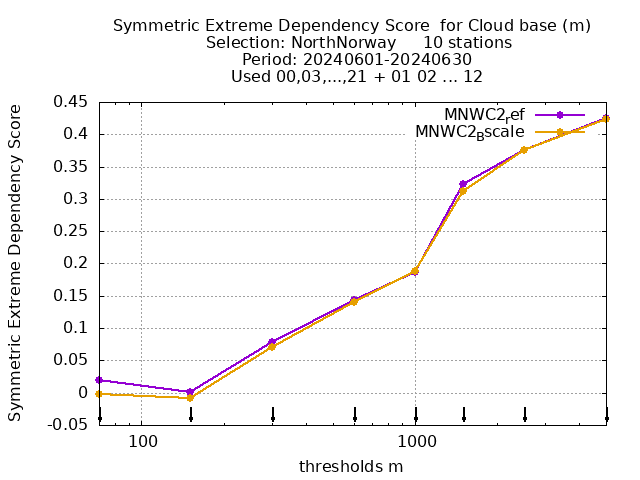 Symmetric Extreme Dependency Score  for Cloud base (m)
Selection: NorthNorway     10 stations
Period: 20240601-20240630
Used 00,03,...,21 + 01 02 ... 12
Symmetric Extreme Dependency Score
0.45
0.4
0.35
0.3
0.25
0.2
0.15
0.1
0.05
0
-0.05
MNWC2_ref
MNWC2_Bscale
100
1000
thresholds m